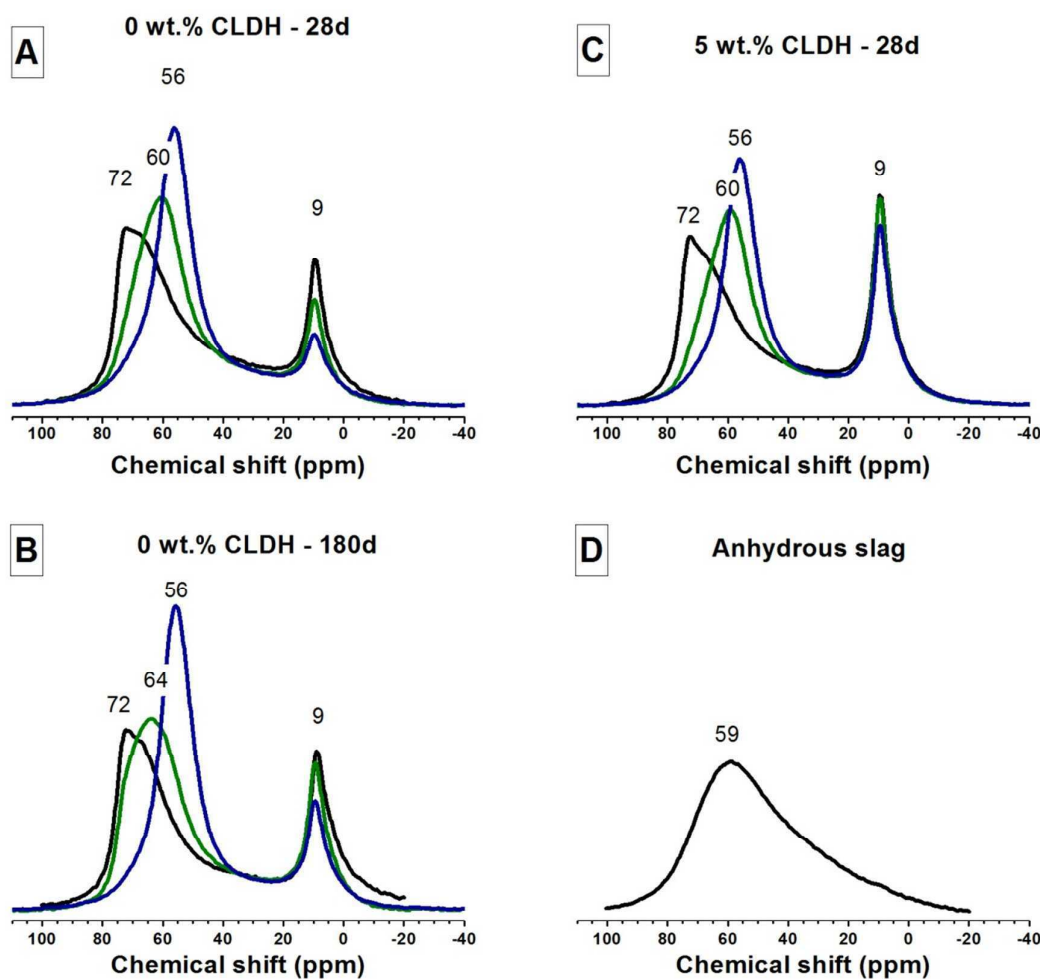 A
0 wt.% CLDH - 28d
56
60
72
9
100 80 60 40 20 0 -20 -40
Chemical shift (ppm)
C
5 wt.% CLDH - 28d
56
9
60
72
100 80 60 40 20 0 -20 -40
Chemical shift (ppm)
B
0 wt.% CLDH - 180d
56
64
72
9
100 80 60 40 20 0 -20 -40
Chemical shift (ppm)
D
Anhydrous slag
59
100 80 60 40 20 0 -20 -40
Chemical shift (ppm)